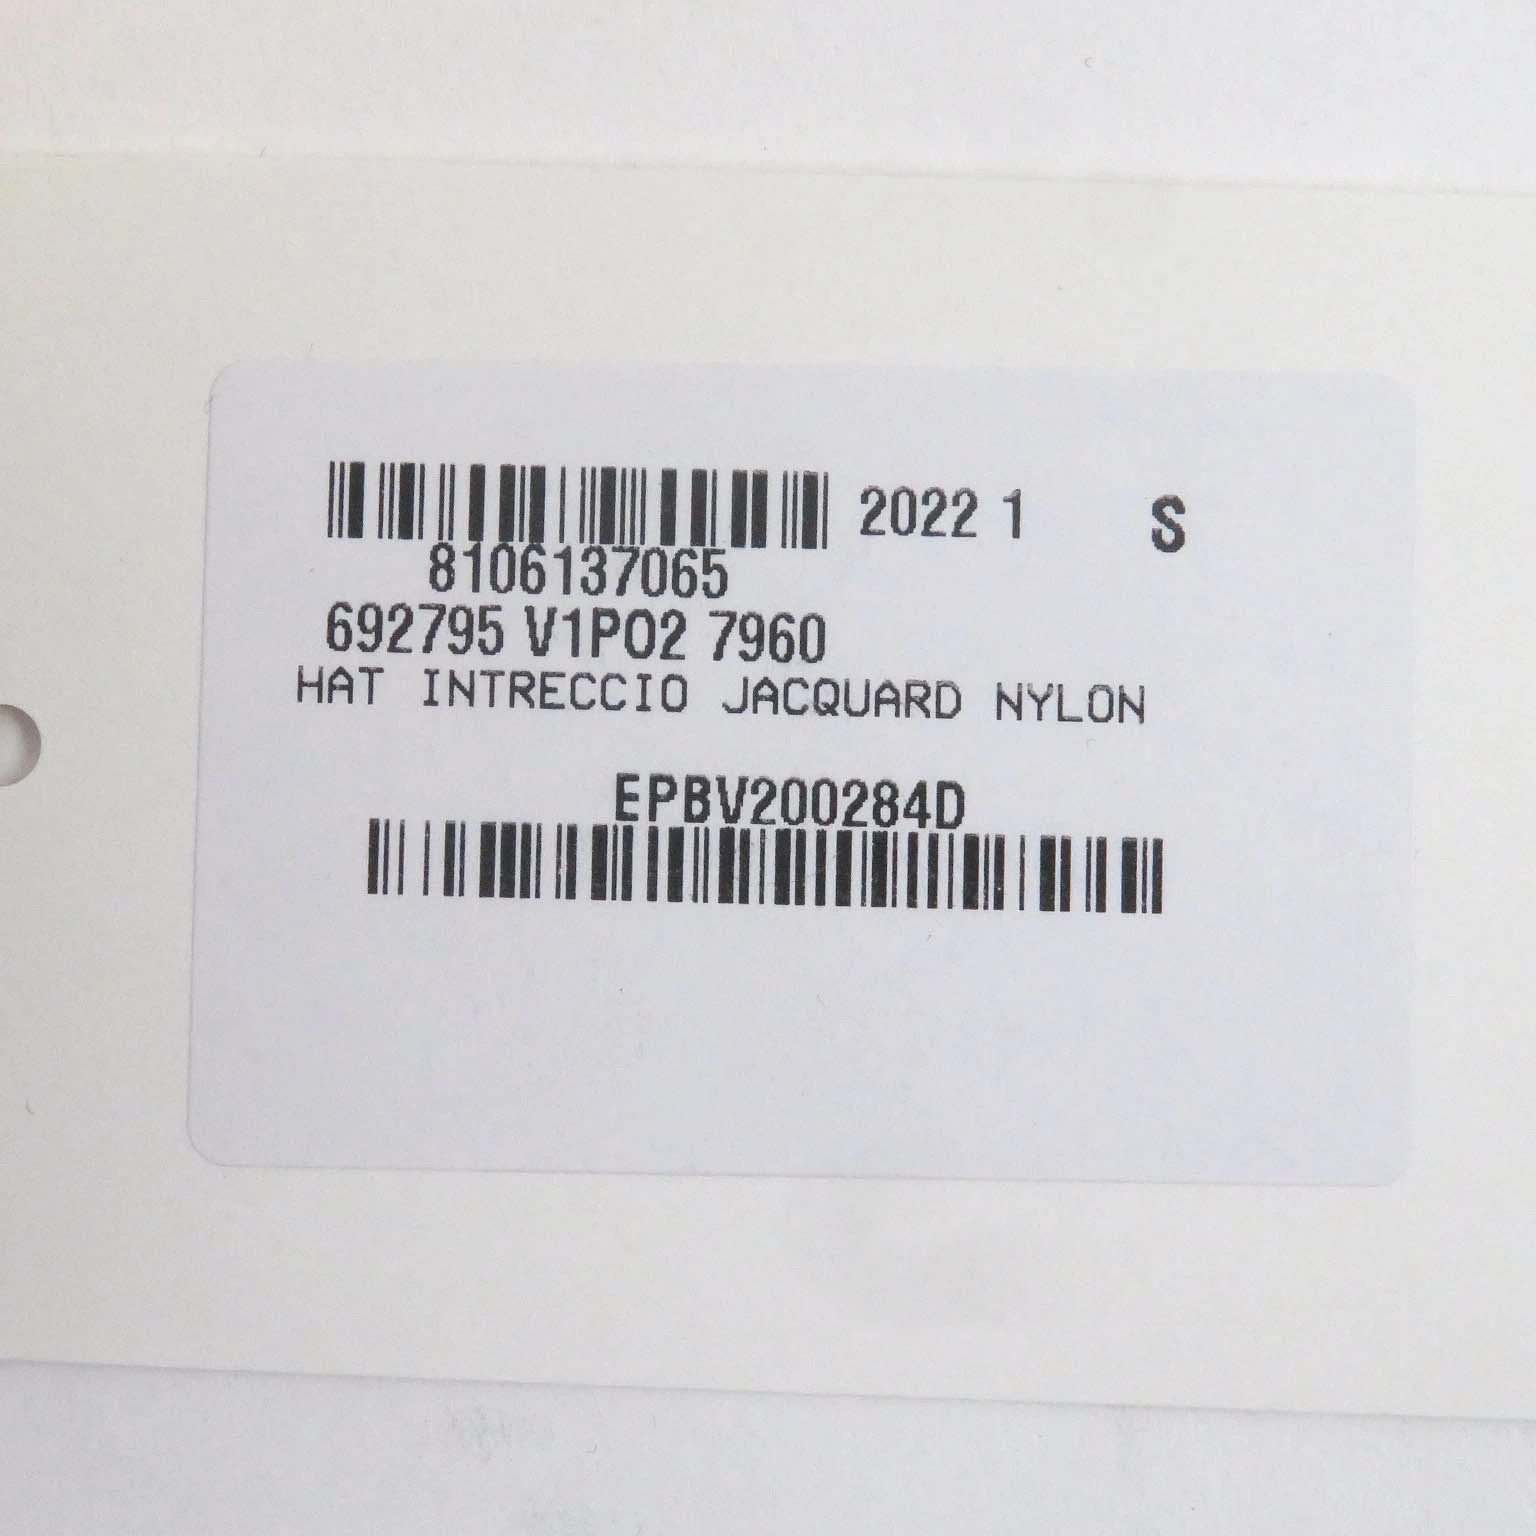 2022 1 S
8106137065
692795 V1PO2 7960
HAT INTRECCIO JACQUARD NYLON
EPBV200284D